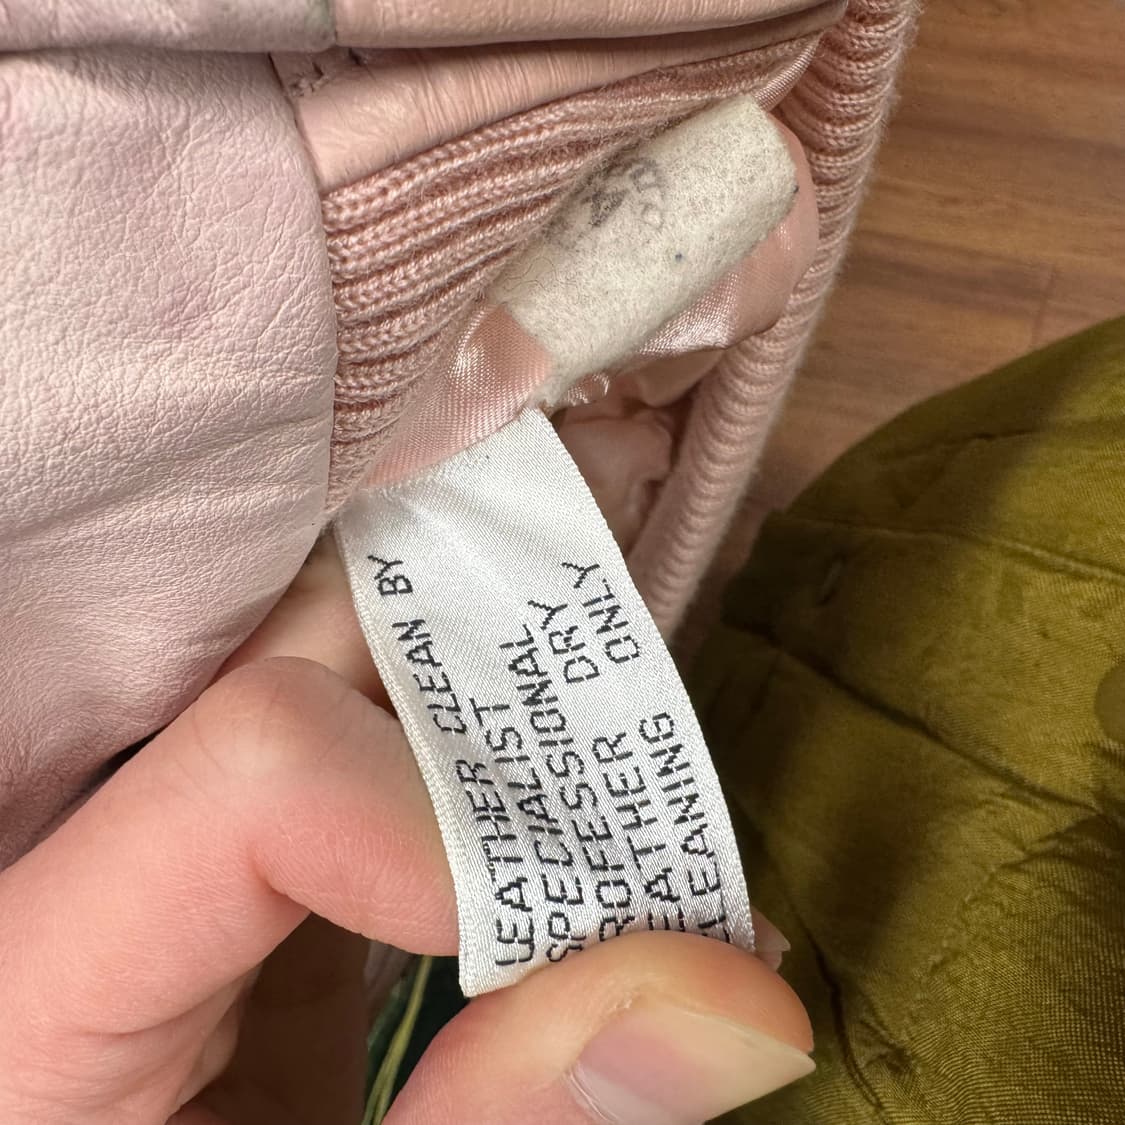 LEATHER CLEAN BY
SPECIALIST
PROFESSIONAL DRY
LEATHER ONLY
CLEANING